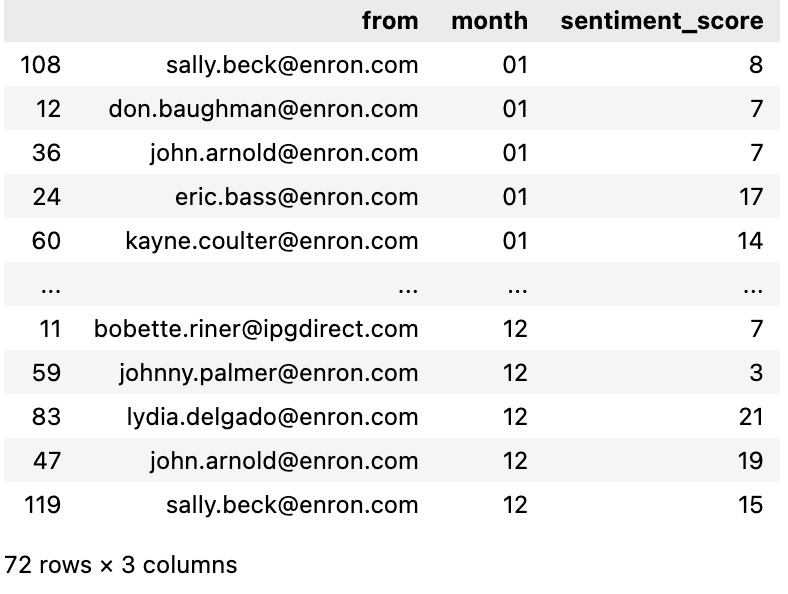 from month sentiment_score
108 sally.beck@enron.com 01 8
12 don.baughman@enron.com 01 7
36 john.arnold@enron.com 01 7
24 eric.bass@enron.com 01 17
60 kayne.coulter@enron.com 01 14
... ... ... ...
11 bobette.riner@ipgdirect.com 12 7
59 johnny.palmer@enron.com 12 3
83 lydia.delgado@enron.com 12 21
47 john.arnold@enron.com 12 19
119 sally.beck@enron.com 12 15
72 rows × 3 columns